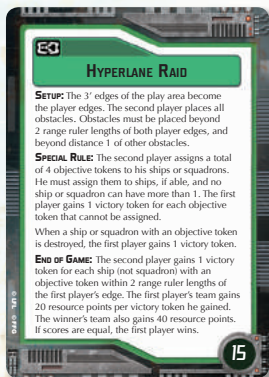 HYPERLANE RAID
SETUP: The 3' edges of the play area become
the player edges. The second player places all
obstacles. Obstacles must be placed beyond
2 range ruler lengths of both player edges, and
beyond distance 1 of other obstacles.
SPECIAL RULE: The second player assigns a total
of 4 objective tokens to his ships or squadrons.
He must assign them to ships, if able, and no
ship or squadron can have more than 1. The first
player gains 1 victory token for each objective
token that cannot be assigned.
When a ship or squadron with an objective token
is destroyed, the first player gains 1 victory token.
END OF GAME: The second player gains 1 victory
token for each ship (not squadron) with an
objective token within 2 range ruler lengths of
the first player's edge. The first player's team gains
20 resource points per victory token he gained.
The winner's team also gains 40 resource points.
If scores are equal, the first player wins.
15